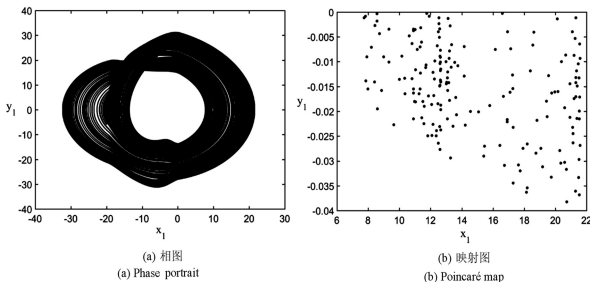 40
30
20
10
y1 0
-10
-20
-30
-40
-40 -30 -20 -10 0 10 20 30
x1
(a) 相图
(a) Phase portrait
0
-0.005
-0.01
-0.015
y1
-0.02
-0.025
-0.03
-0.035
-0.04
6 8 10 12 14 16 18 20 22
x1
(b) 映射图
(b) Poincaré map